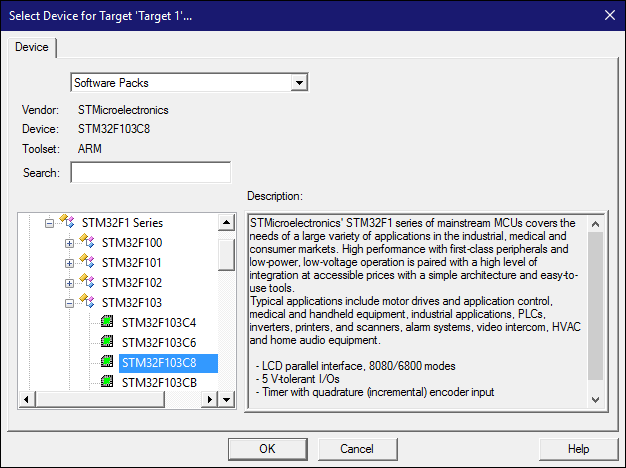 Select Device for Target 'Target 1'...
Device
Software Packs
Vendor: STMicroelectronics
Device: STM32F103C8
Toolset: ARM
Search:
Description:
STM32F1 Series
STM32F100
STM32F101
STM32F102
STM32F103
STM32F103C4
STM32F103C6
STM32F103C8
STM32F103CB
STMicroelectronics' STM32F1 series of mainstream MCUs covers the
needs of a large variety of applications in the industrial, medical and
consumer markets. High performance with first-class peripherals and
low-power, low-voltage operation is paired with a high level of
integration at accessible prices with a simple architecture and easy-to-
use tools.
Typical applications include motor drives and application control,
medical and handheld equipment, industrial applications, PLCs,
inverters, printers, and scanners, alarm systems, video intercom, HVAC
and home audio equipment.
- LCD parallel interface, 8080/6800 modes
- 5 V-tolerant I/Os
- Timer with quadrature (incremental) encoder input
OK
Cancel
Help